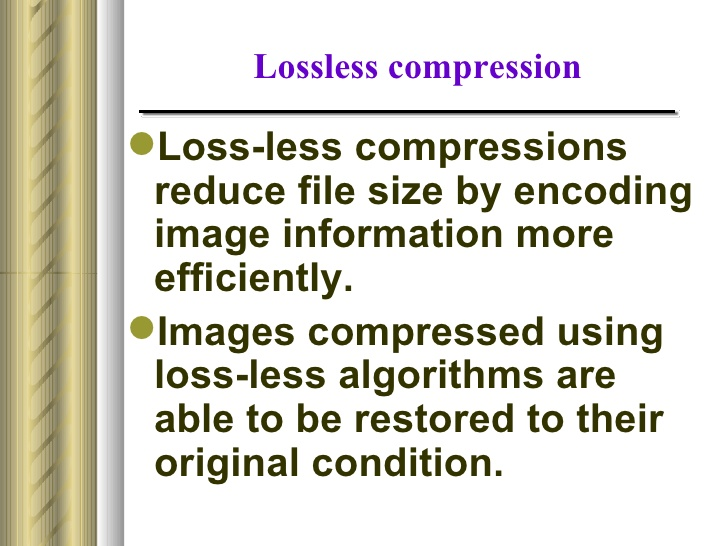 Lossless compression
Loss-less compressions
reduce file size by encoding
image information more
efficiently.
Images compressed using
loss-less algorithms are
able to be restored to their
original condition.